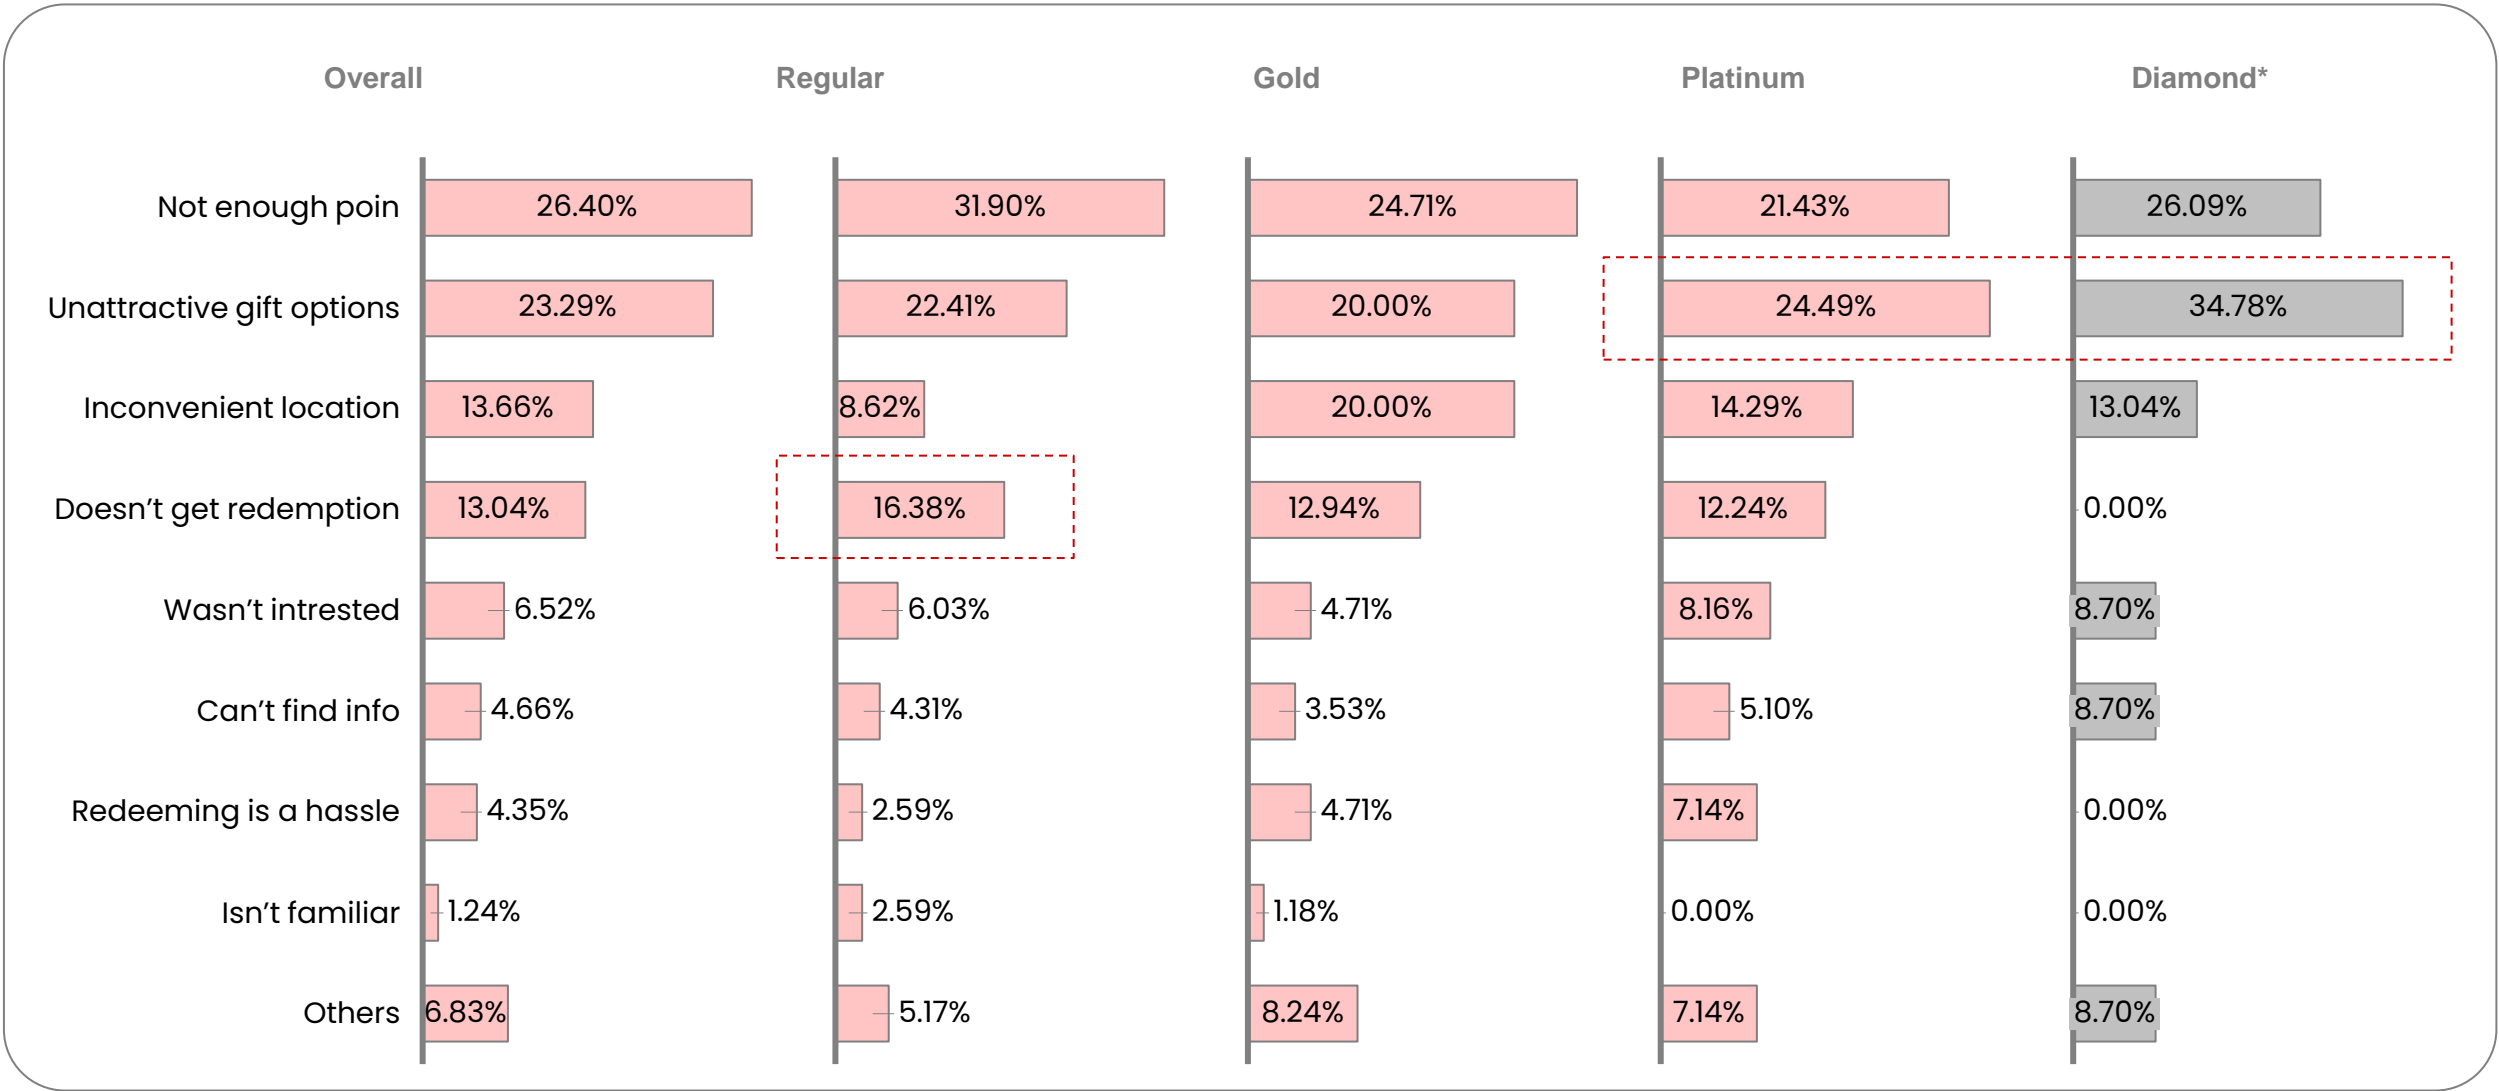 Overall Regular Gold Platinum Diamond*
Not enough poin 26.40% 31.90% 24.71% 21.43% 26.09%
Unattractive gift options 23.29% 22.41% 20.00% 24.49% 34.78%
Inconvenient location 13.66% 8.62% 20.00% 14.29% 13.04%
Doesn’t get redemption 13.04% 16.38% 12.94% 12.24% 0.00%
Wasn’t intrested 6.52% 6.03% 4.71% 8.16% 8.70%
Can’t find info 4.66% 4.31% 3.53% 5.10% 8.70%
Redeeming is a hassle 4.35% 2.59% 4.71% 7.14% 0.00%
Isn’t familiar 1.24% 2.59% 1.18% 0.00% 0.00%
Others 6.83% 5.17% 8.24% 7.14% 8.70%